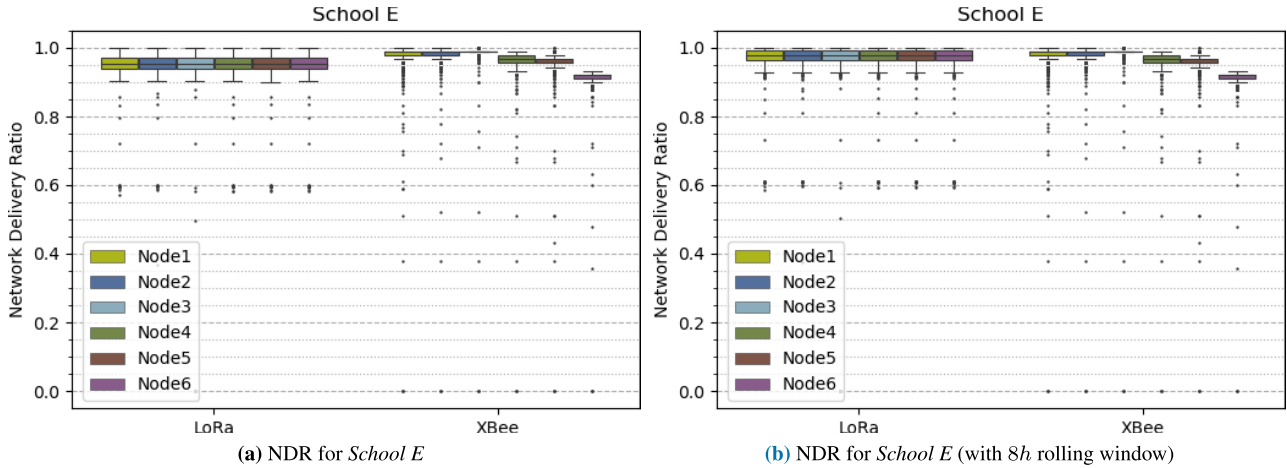 School E
Network Delivery Ratio
1.0
0.8
0.6
0.4
0.2
0.0
Node1
Node2
Node3
Node4
Node5
Node6
LoRa
XBee
(a) NDR for School E
School E
Network Delivery Ratio
1.0
0.8
0.6
0.4
0.2
0.0
Node1
Node2
Node3
Node4
Node5
Node6
LoRa
XBee
(b) NDR for School E (with 8h rolling window)